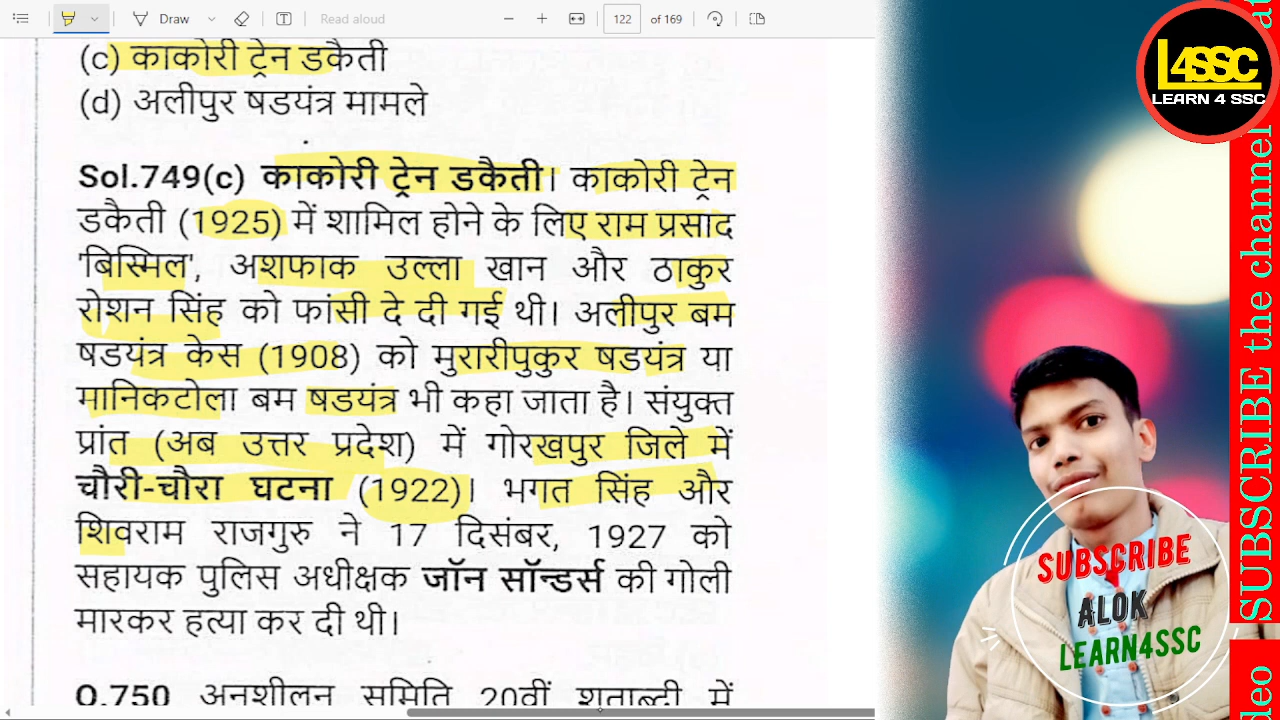 Draw
Read aloud
122 of 169
(c) काकोरी ट्रेन डकैती
(d) अलीपुर षडयंत्र मामले
Sol.749(c) काकोरी ट्रेन डकैती। काकोरी ट्रेन
डकैती (1925) में शामिल होने के लिए राम प्रसाद
'बिस्मिल', अशफाक उल्ला खान और ठाकुर
रोशन सिंह को फांसी दे दी गई थी। अलीपुर बम
षडयंत्र केस (1908) को मुरारीपुकुर षडयंत्र या
मानिकटोला बम षडयंत्र भी कहा जाता है। संयुक्त
प्रांत (अब उत्तर प्रदेश) में गोरखपुर जिले में
चौरी-चौरा घटना (1922)। भगत सिंह और
शिवराम राजगुरु ने 17 दिसंबर, 1927 को
सहायक पुलिस अधीक्षक जॉन सॉन्डर्स की गोली
मारकर हत्या कर दी थी।
Q.750 अनुशीलन समिति 20वीं शताब्दी में
L4SSC
LEARN 4 SSC
SUBSCRIBE the channel
SUBSCRIBE
ALOK
LEARN4SSC